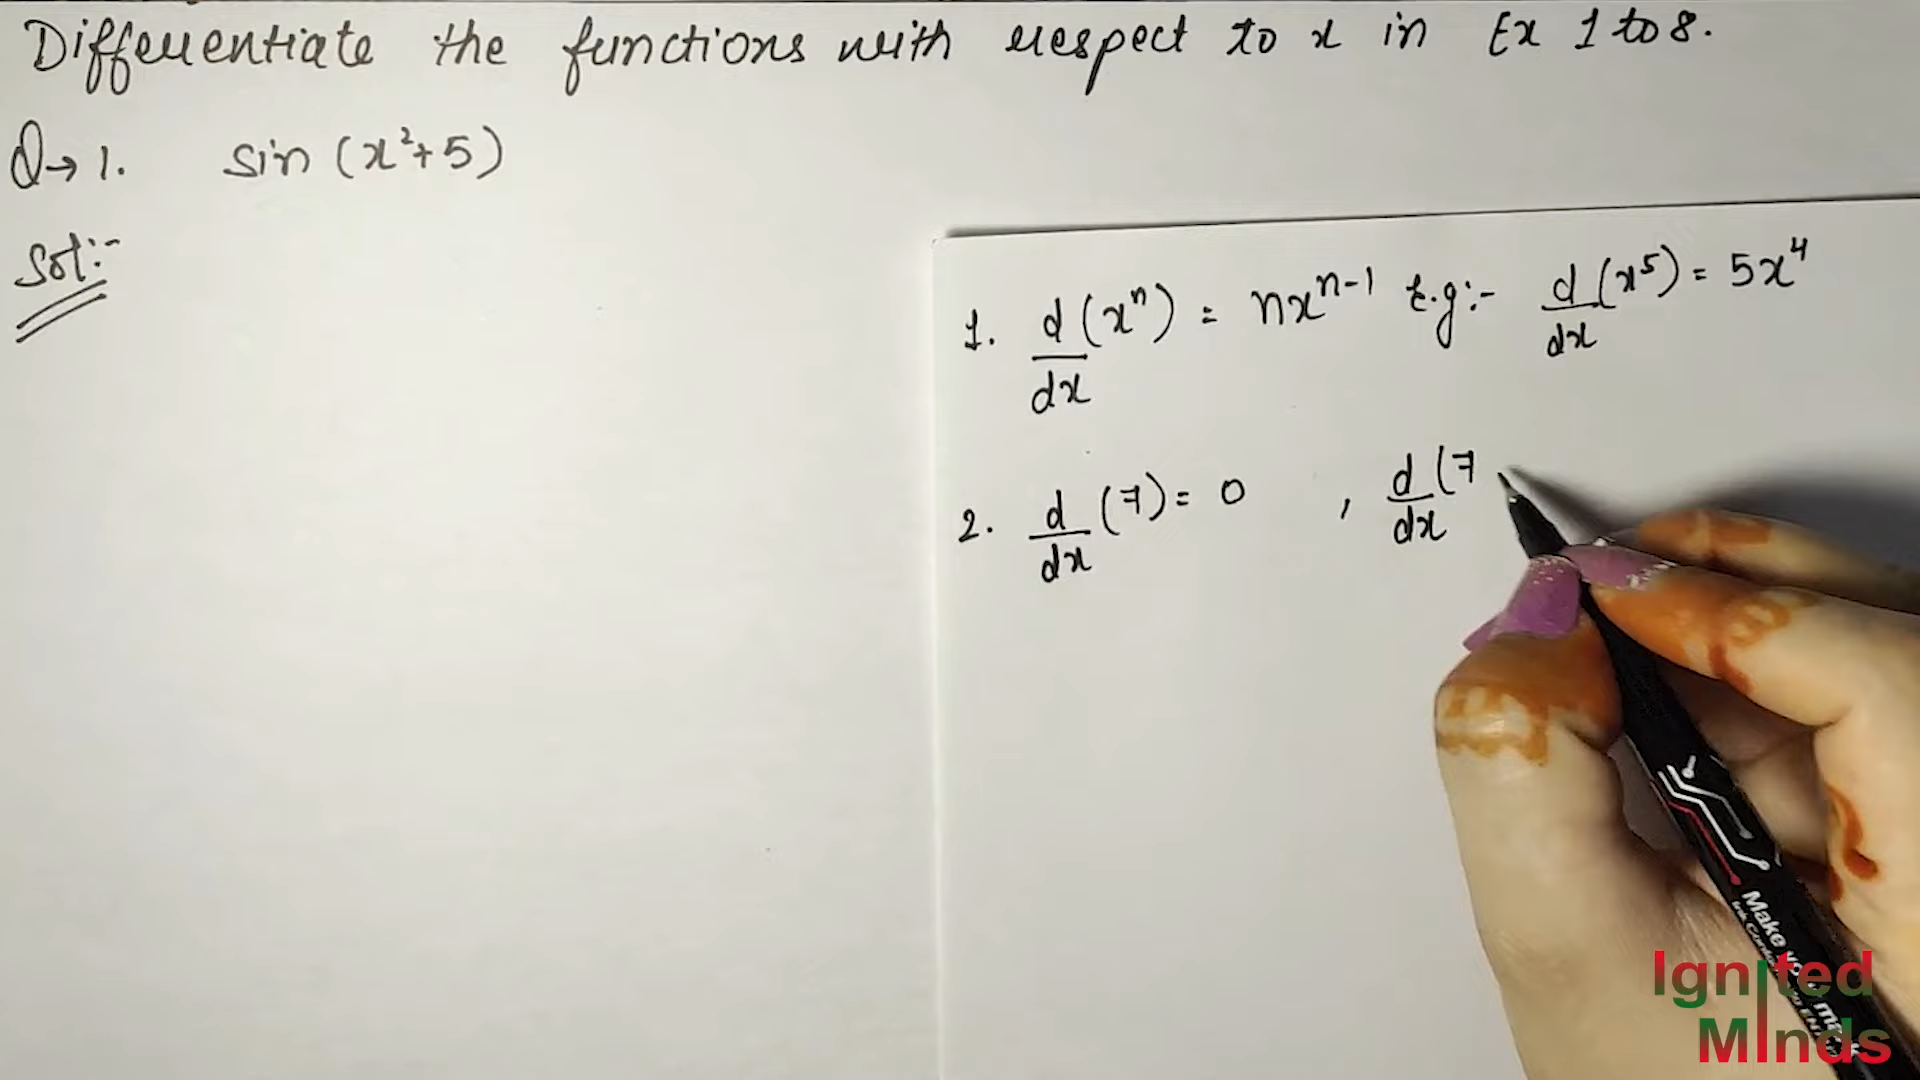 Differentiate the functions with respect to x in Ex 1 to 8.
Q→1. sin (x²+5)
Sol:-
1. d/dx (xⁿ) = nxⁿ⁻¹ E.g:- d/dx (x⁵) = 5x⁴
2. d/dx (7) = 0 , d/dx (7
Make
Ignited
Minds